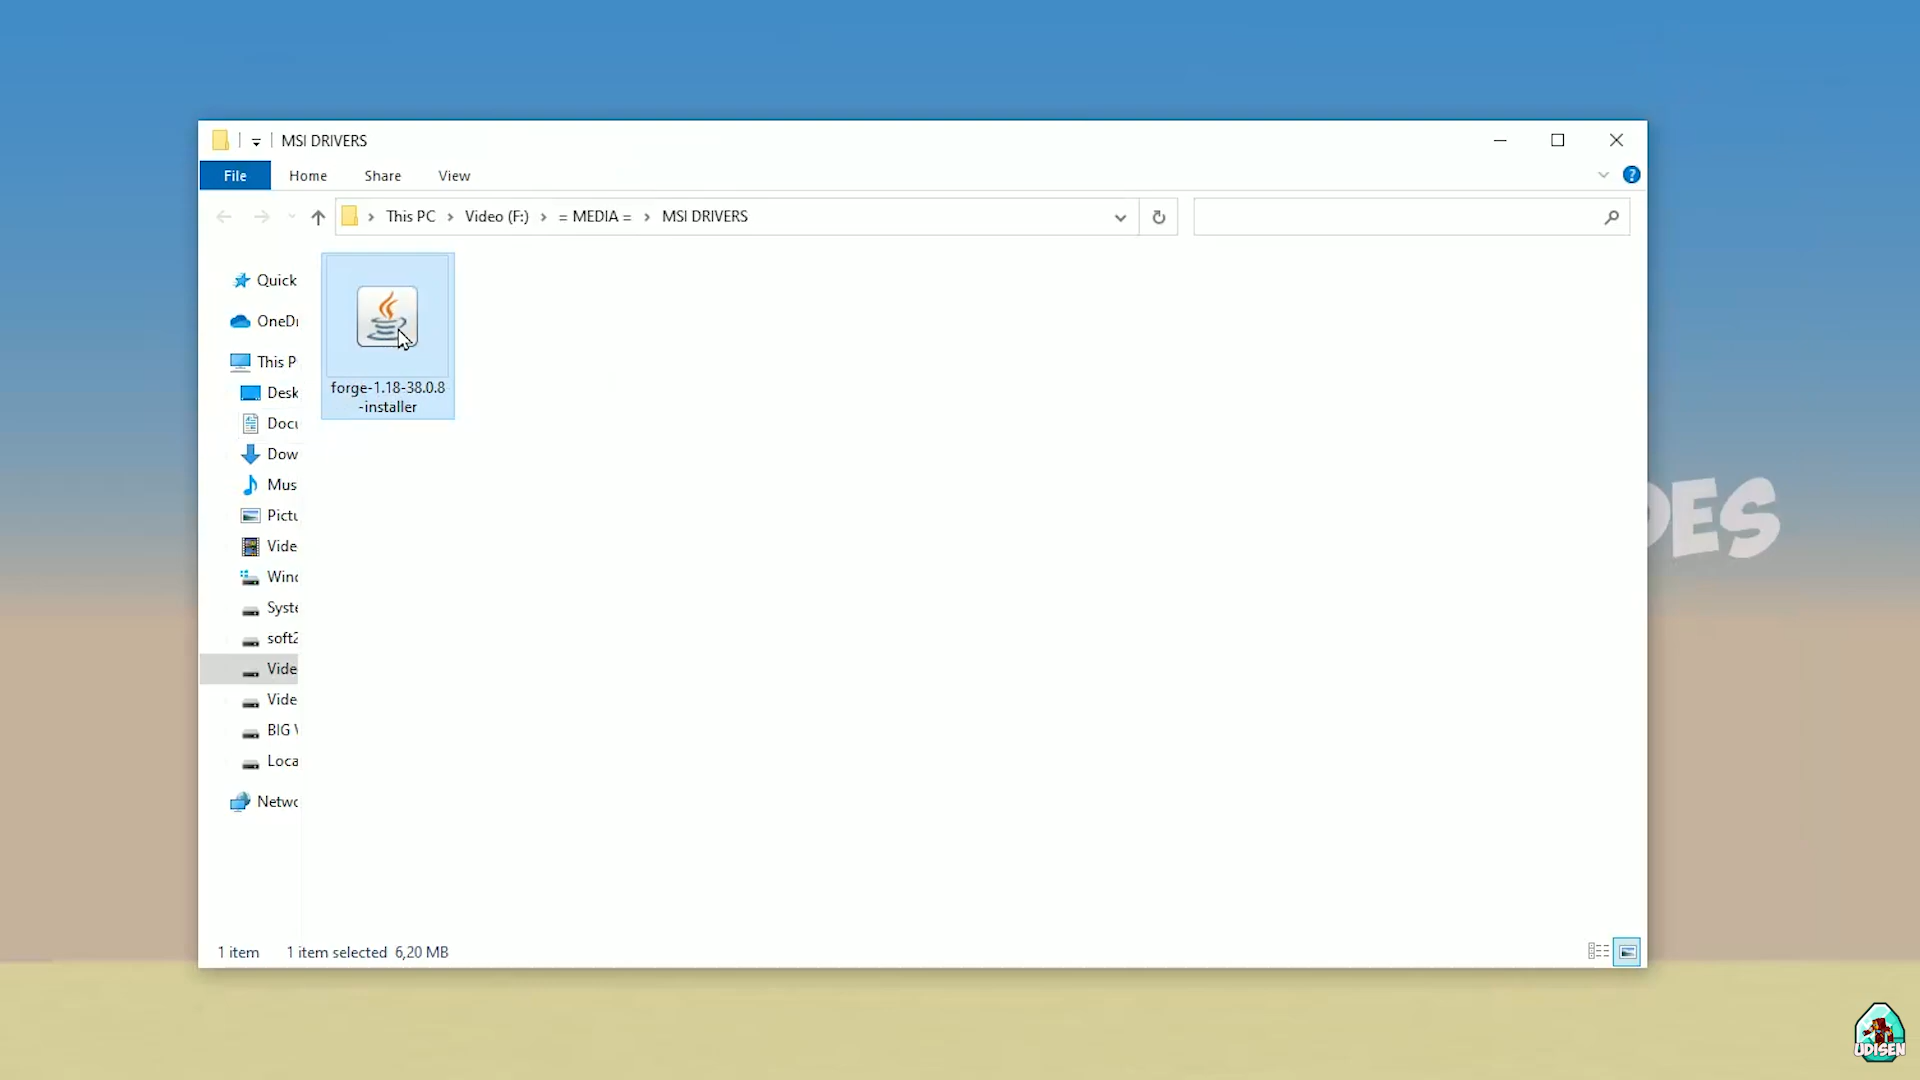 MSI DRIVERS
File Home Share View
This PC Video (F:) = MEDIA = MSI DRIVERS
Quick
OneDr
This P
Desk
Docu
Dow
Mus
Pictu
Vide
Wind
Syste
soft2
Vide
Vide
BIG V
Loca
Netwo
forge-1.18-38.0.8
-installer
DES
1 item 1 item selected 6,20 MB
UDISEN